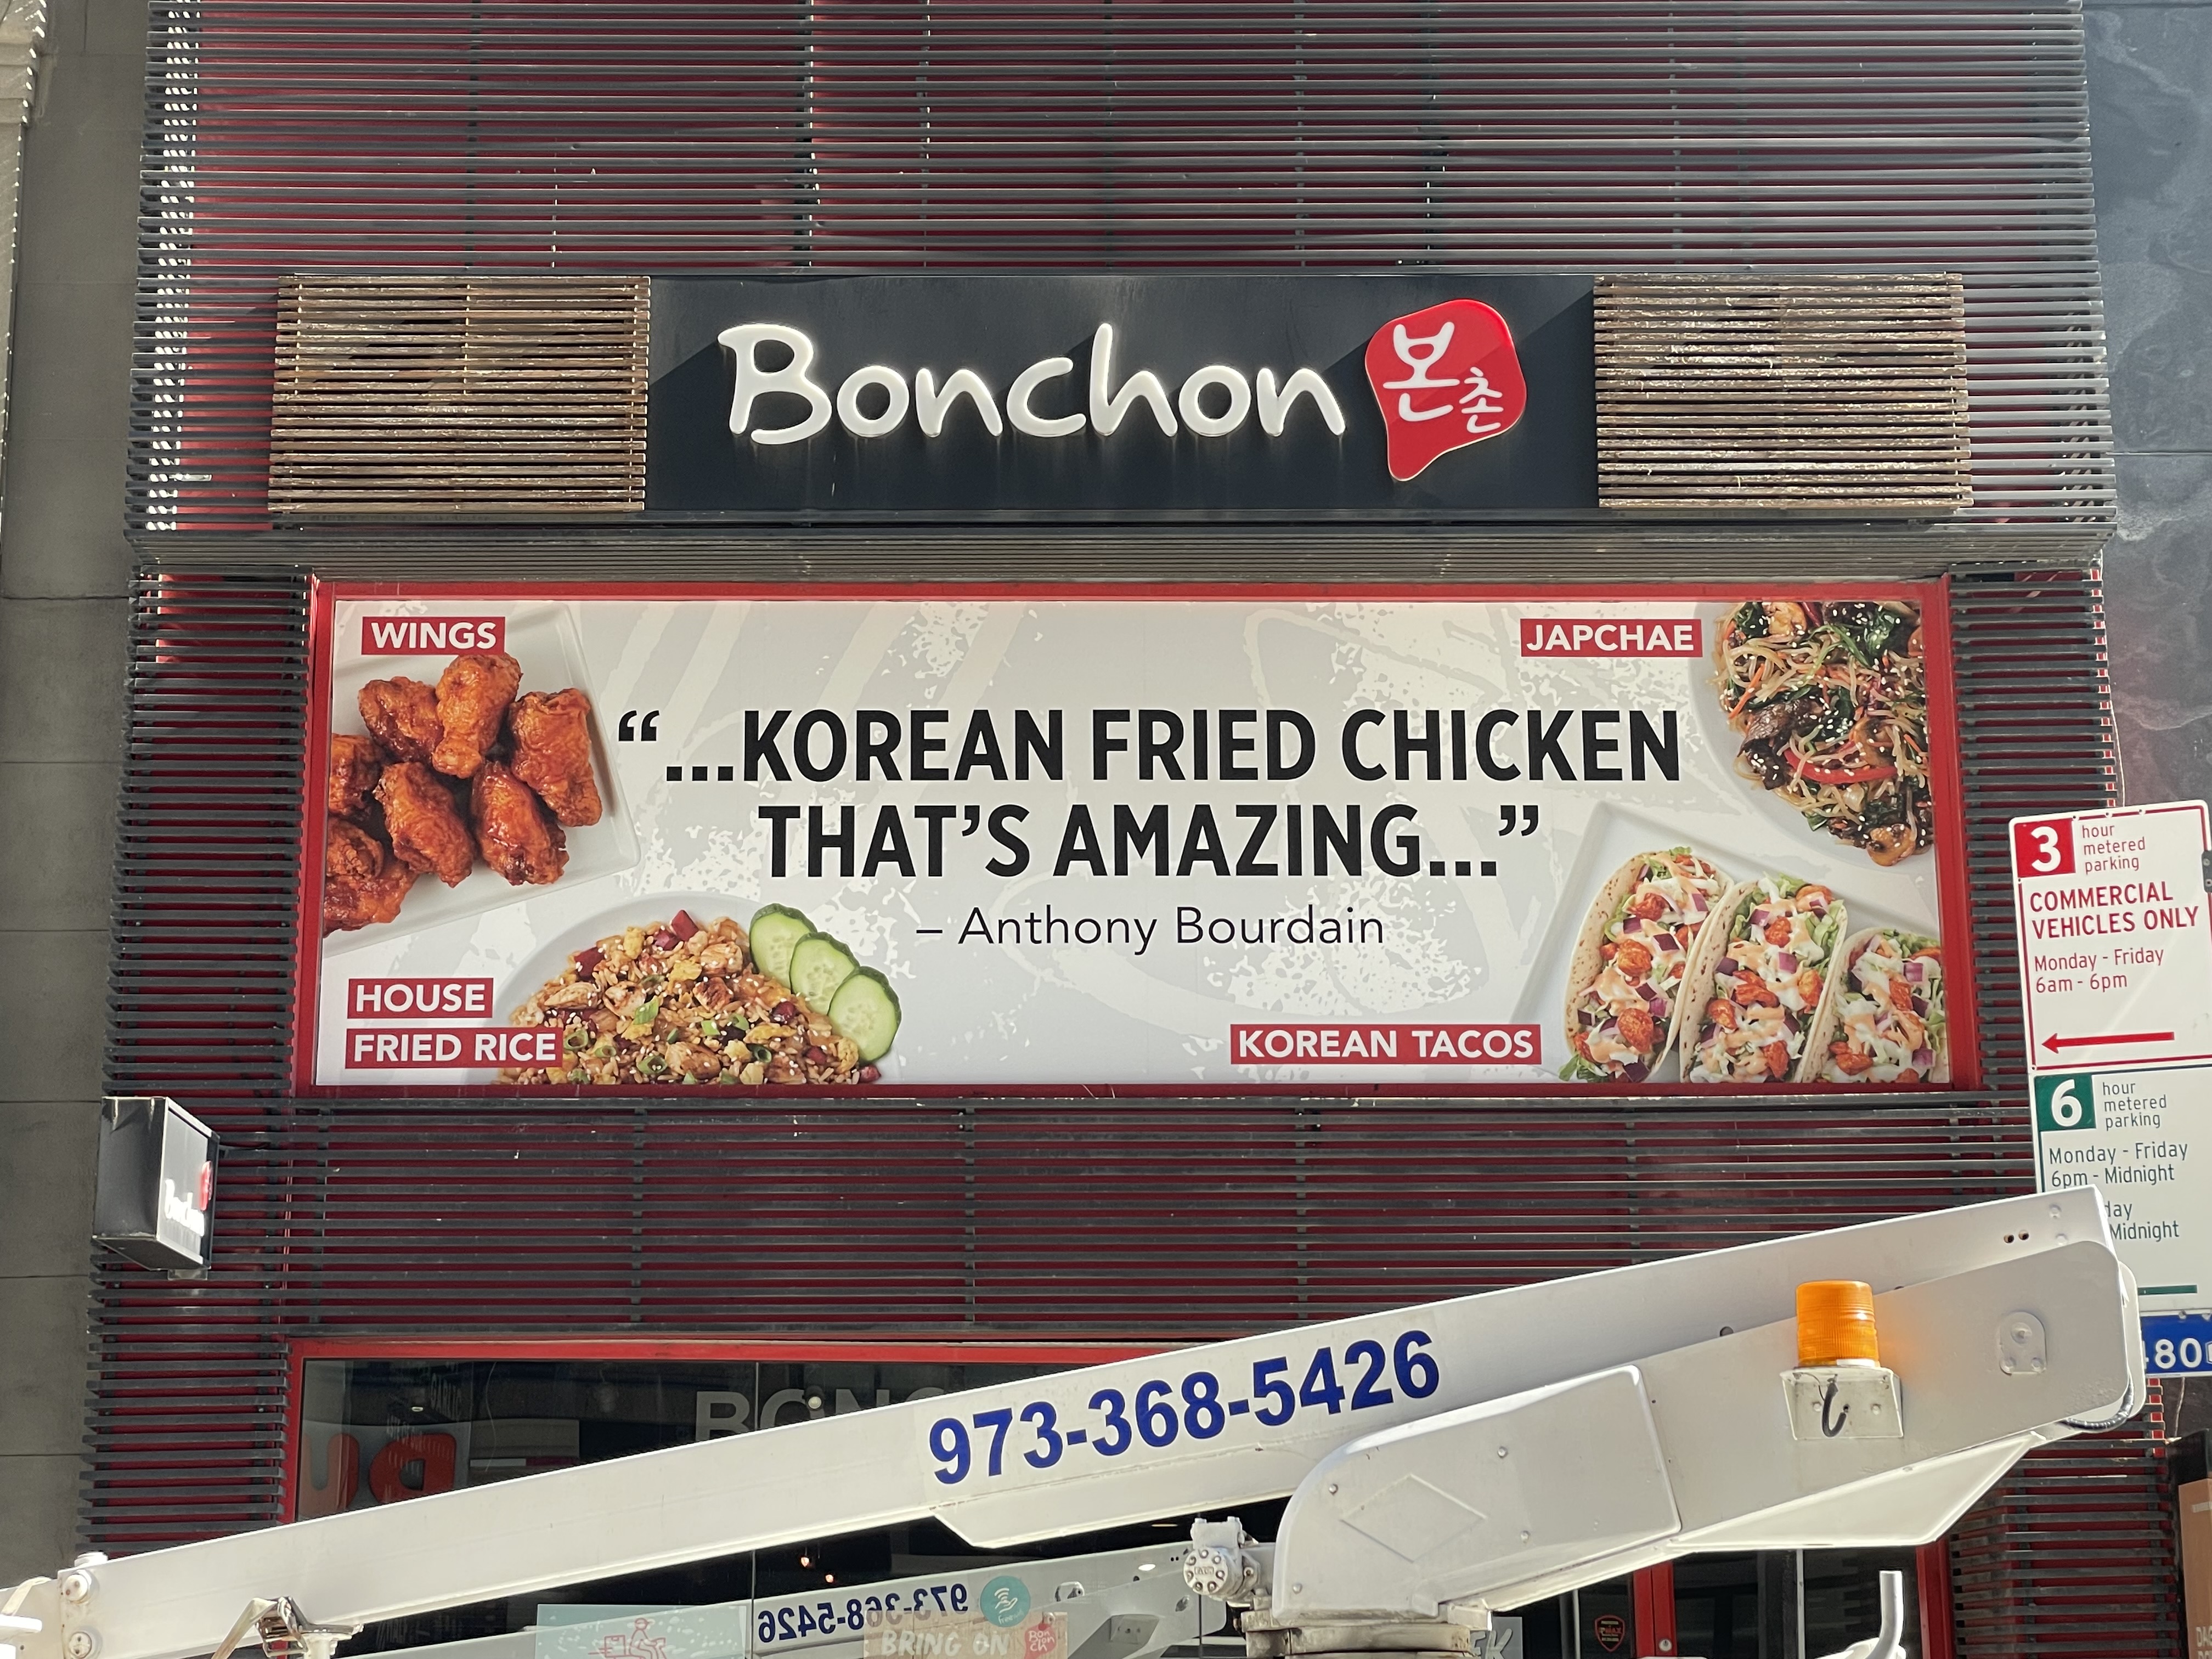 Bonchon 본촌
WINGS
JAPCHAE
“...KOREAN FRIED CHICKEN
THAT’S AMAZING...”
– Anthony Bourdain
HOUSE
FRIED RICE
KOREAN TACOS
3 hour
metered
parking
COMMERCIAL
VEHICLES ONLY
Monday - Friday
6am - 6pm
6 hour
metered
parking
Monday - Friday
6pm - Midnight
Midnight
Bonchon
973-368-5426
973-368-5426
BRING ON